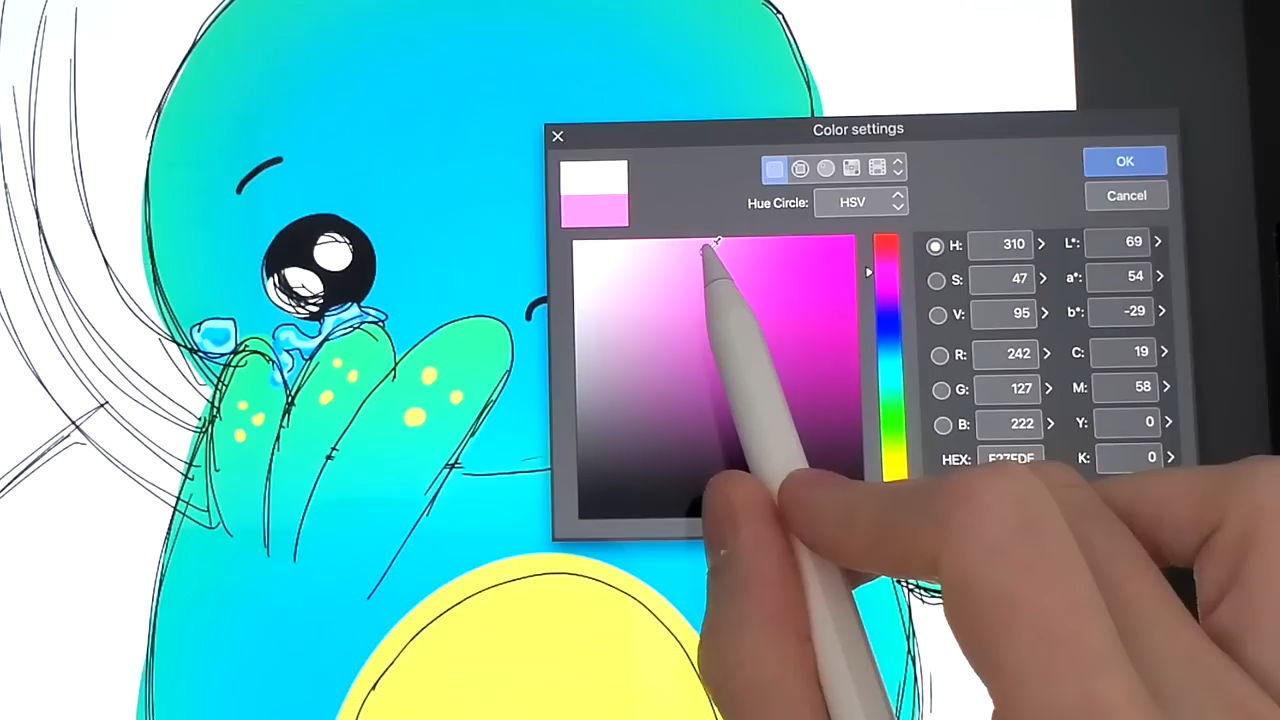 Color settings
OK
Hue Circle: HSV
Cancel
H: 310 L*: 69
S: 47 a*: 54
V: 95 b*: -29
R: 242 C: 19
G: 127 M: 58
B: 222 Y: 0
HEX: K: 0